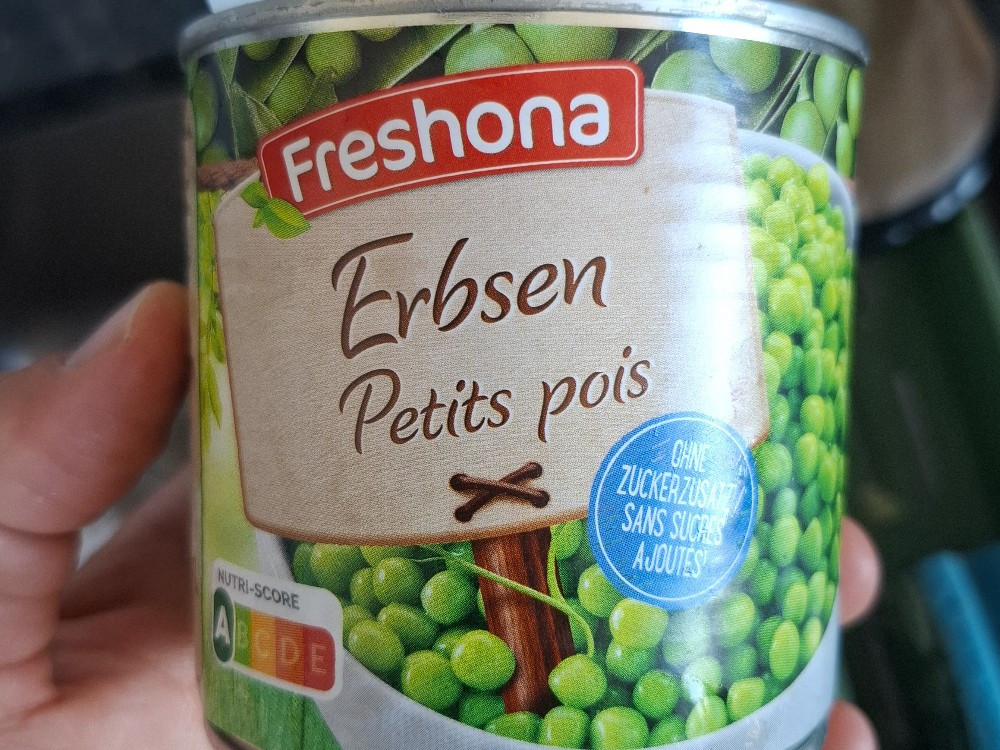 Freshona
Erbsen
Petits pois
OHNE
ZUCKERZUSATZ
SANS SUCRES
AJOUTÉS
NUTRI-SCORE
A B C D E